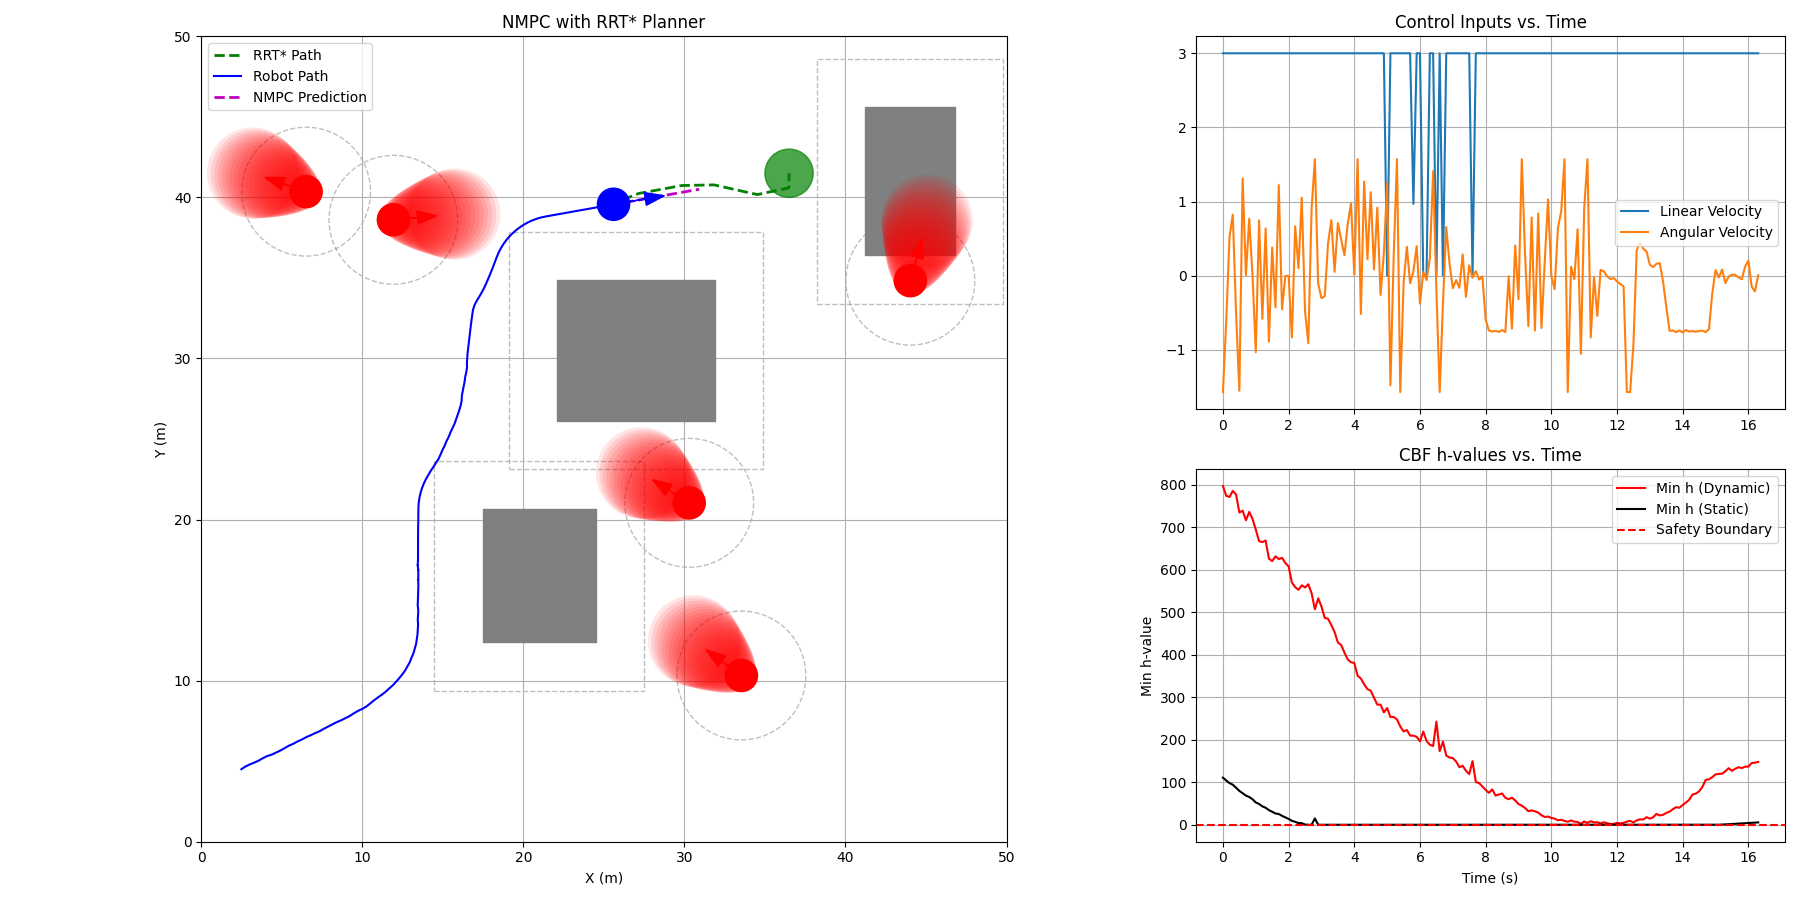 NMPC with RRT* Planner
RRT* Path
Robot Path
NMPC Prediction
50
40
30
20
10
0
Y (m)
0 10 20 30 40 50
X (m)
Control Inputs vs. Time
3
2
1
0
−1
Linear Velocity
Angular Velocity
0 2 4 6 8 10 12 14 16
CBF h-values vs. Time
Min h (Dynamic)
Min h (Static)
Safety Boundary
800
700
600
500
400
300
200
100
0
Min h-value
0 2 4 6 8 10 12 14 16
Time (s)